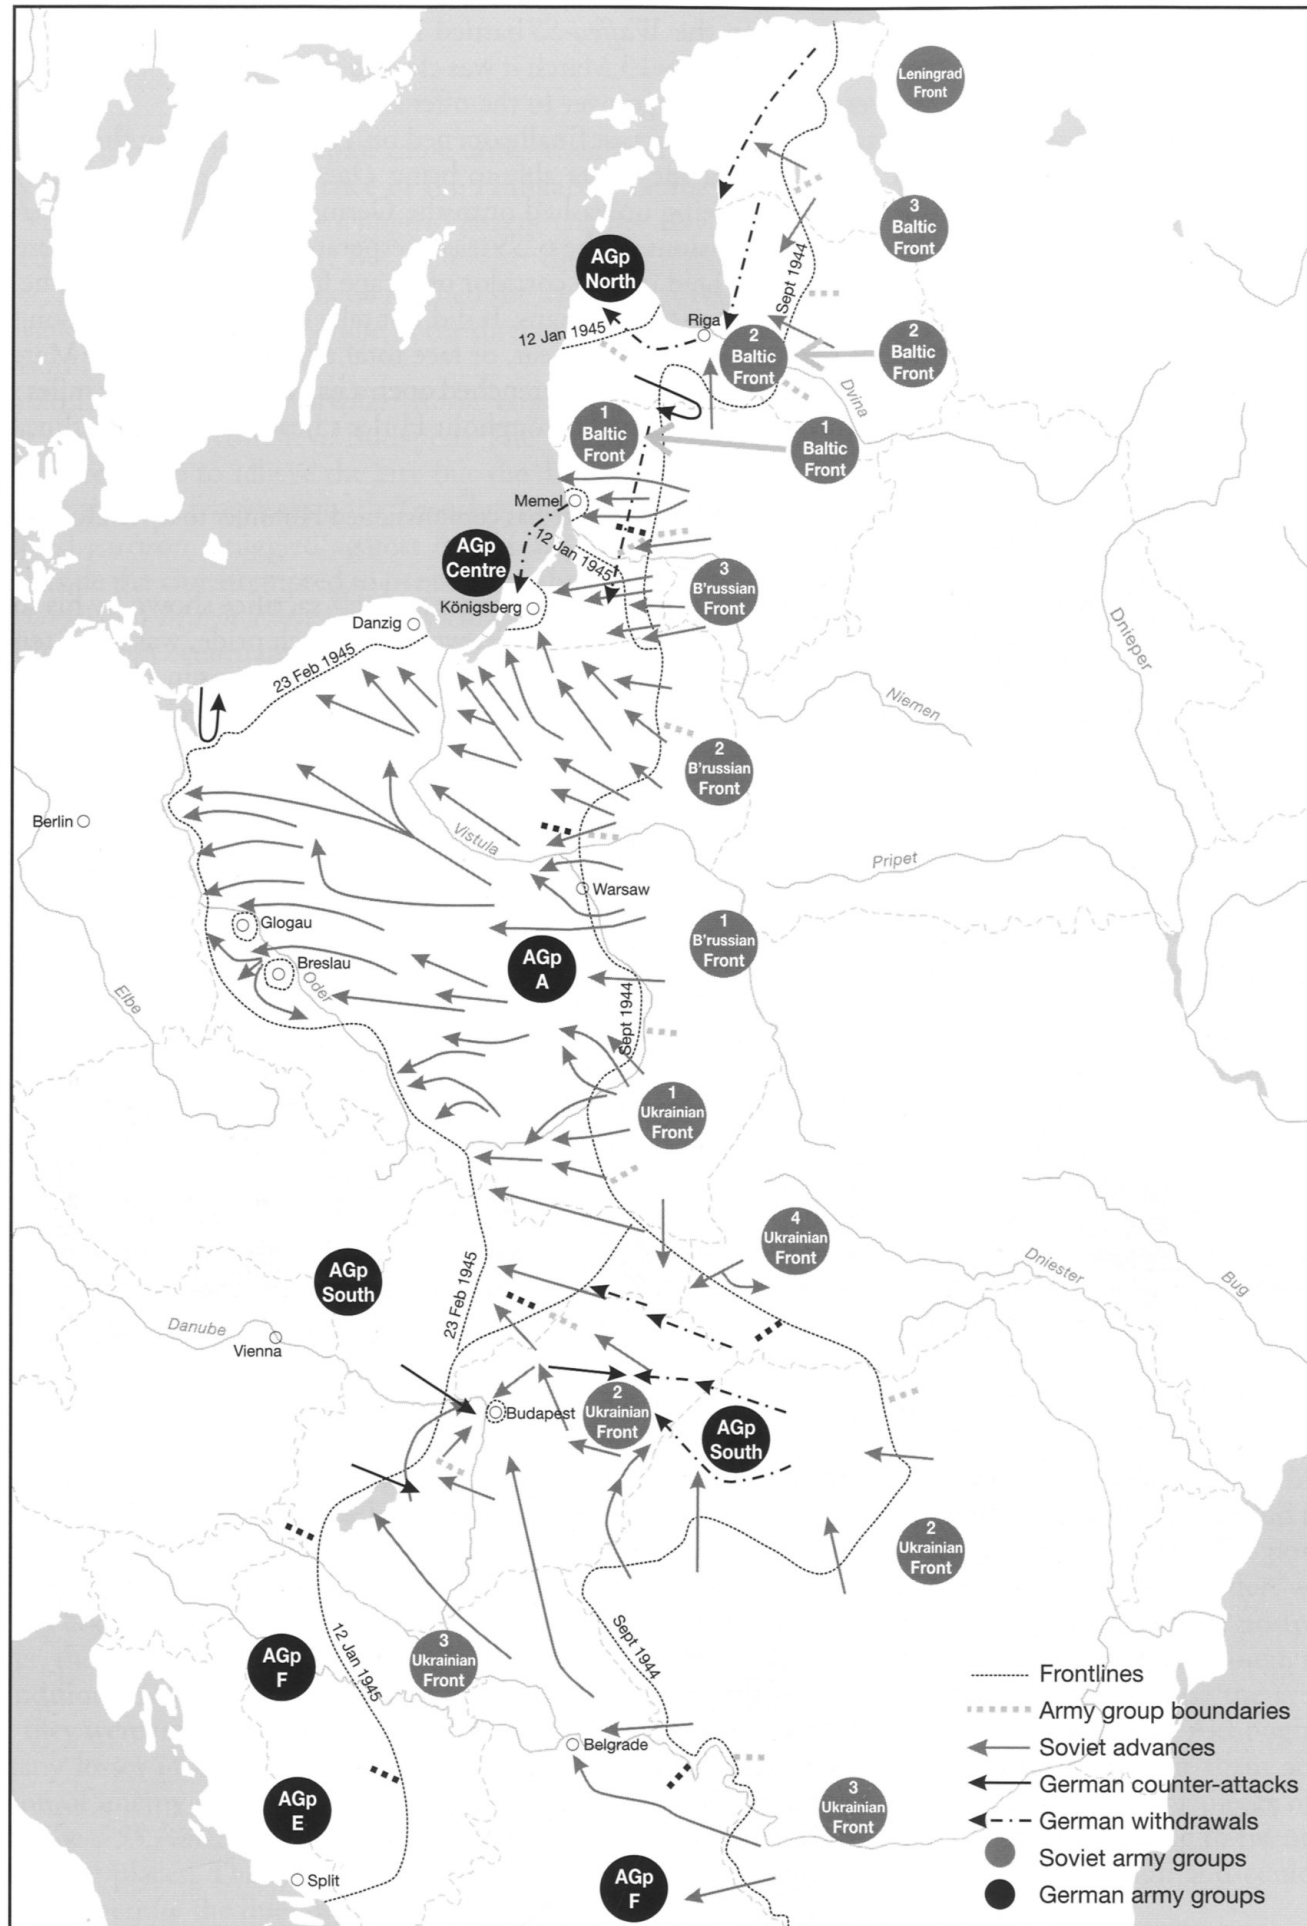 Leningrad
Front
3
Baltic
Front
AGp
North
Sept 1944
12 Jan 1945
Riga
2
Baltic
Front
2
Baltic
Front
Dvina
1
Baltic
Front
1
Baltic
Front
Memel
12 Jan 1945
AGp
Centre
3
B'russian
Front
Königsberg
Danzig
Dnieper
23 Feb 1945
Niemen
2
B'russian
Front
Berlin
Vistula
Pripet
Warsaw
Glogau
1
B'russian
Front
Breslau
AGp
A
Oder
Elbe
Sept 1944
1
Ukrainian
Front
4
Ukrainian
Front
AGp
South
23 Feb 1945
Dniester
Bug
Danube
Vienna
Budapest
2
Ukrainian
Front
AGp
South
2
Ukrainian
Front
Sept 1944
12 Jan 1945
AGp
F
3
Ukrainian
Front
Belgrade
AGp
E
3
Ukrainian
Front
Split
AGp
F
Frontlines
Army group boundaries
Soviet advances
German counter-attacks
German withdrawals
Soviet army groups
German army groups